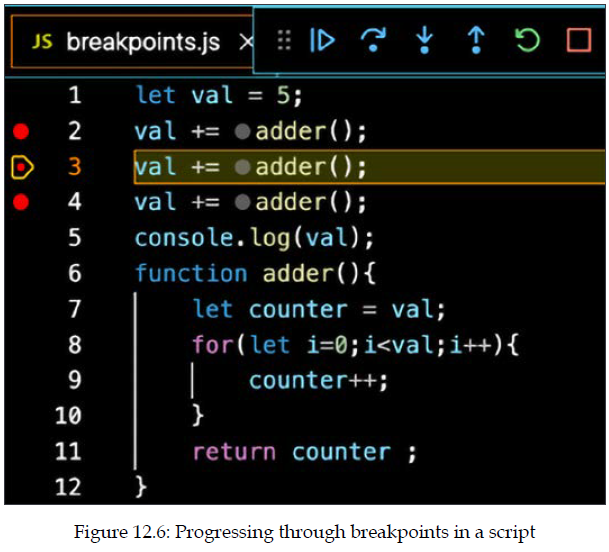 JS breakpoints.js ×
1 let val = 5;
2 val += adder();
3 val += adder();
4 val += adder();
5 console.log(val);
6 function adder(){
7 let counter = val;
8 for(let i=0;i<val;i++){
9 counter++;
10 }
11 return counter ;
12 }
Figure 12.6: Progressing through breakpoints in a script